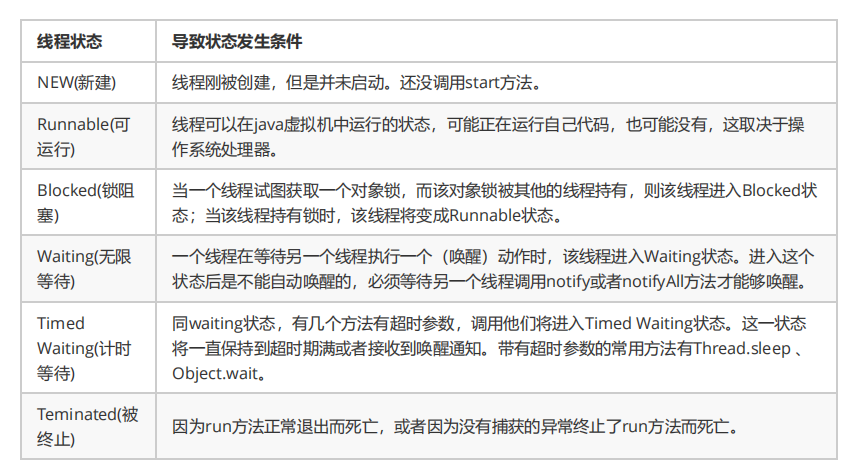 线程状态 导致状态发生条件
NEW(新建) 线程刚被创建，但是并未启动。还没调用start方法。
Runnable(可
运行)
线程可以在java虚拟机中运行的状态，可能正在运行自己代码，也可能没有，这取决于操
作系统处理器。
Blocked(锁阻
塞)
当一个线程试图获取一个对象锁，而该对象锁被其他的线程持有，则该线程进入Blocked状
态；当该线程持有锁时，该线程将变成Runnable状态。
Waiting(无限
等待)
一个线程在等待另一个线程执行一个（唤醒）动作时，该线程进入Waiting状态。进入这个
状态后是不能自动唤醒的，必须等待另一个线程调用notify或者notifyAll方法才能够唤醒。
Timed
Waiting(计时
等待)
同waiting状态，有几个方法有超时参数，调用他们将进入Timed Waiting状态。这一状态
将一直保持到超时期满或者接收到唤醒通知。带有超时参数的常用方法有Thread.sleep 、
Object.wait。
Teminated(被
终止)
因为run方法正常退出而死亡，或者因为没有捕获的异常终止了run方法而死亡。